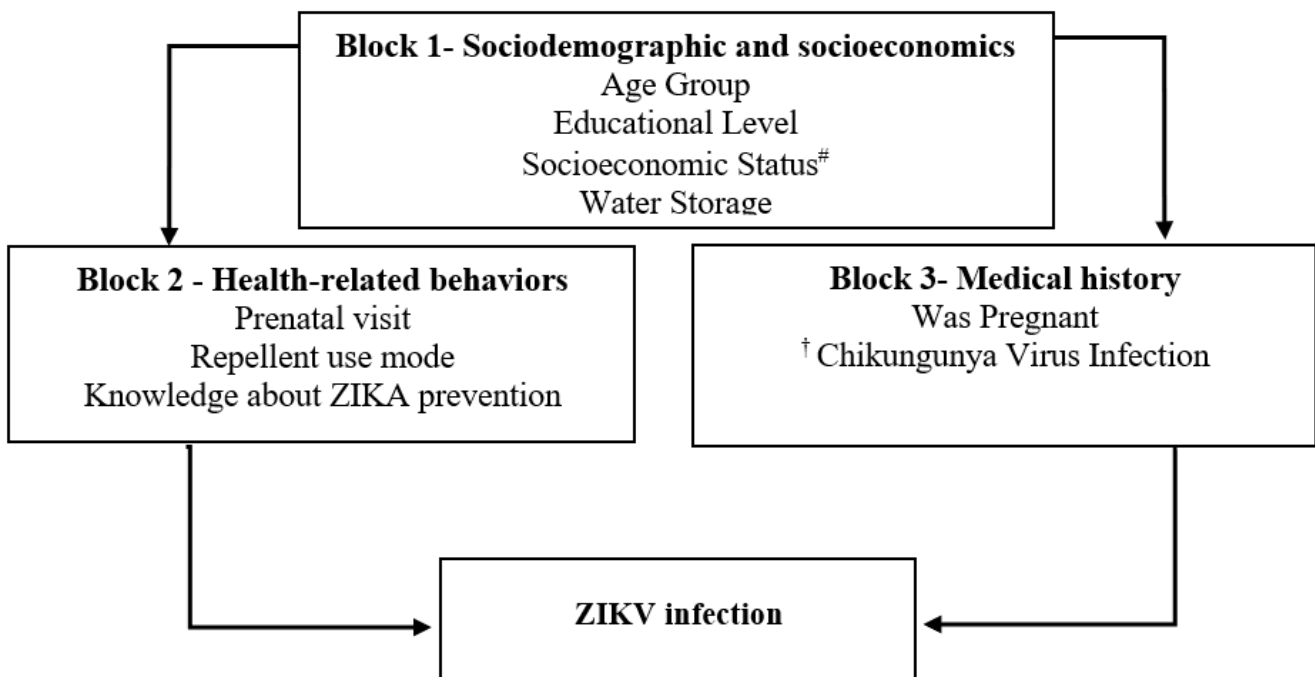 Block 1- Sociodemographic and socioeconomics
Age Group
Educational Level
Socioeconomic Status#
Water Storage
Block 2 - Health-related behaviors
Prenatal visit
Repellent use mode
Knowledge about ZIKA prevention
Block 3- Medical history
Was Pregnant
† Chikungunya Virus Infection
ZIKV infection